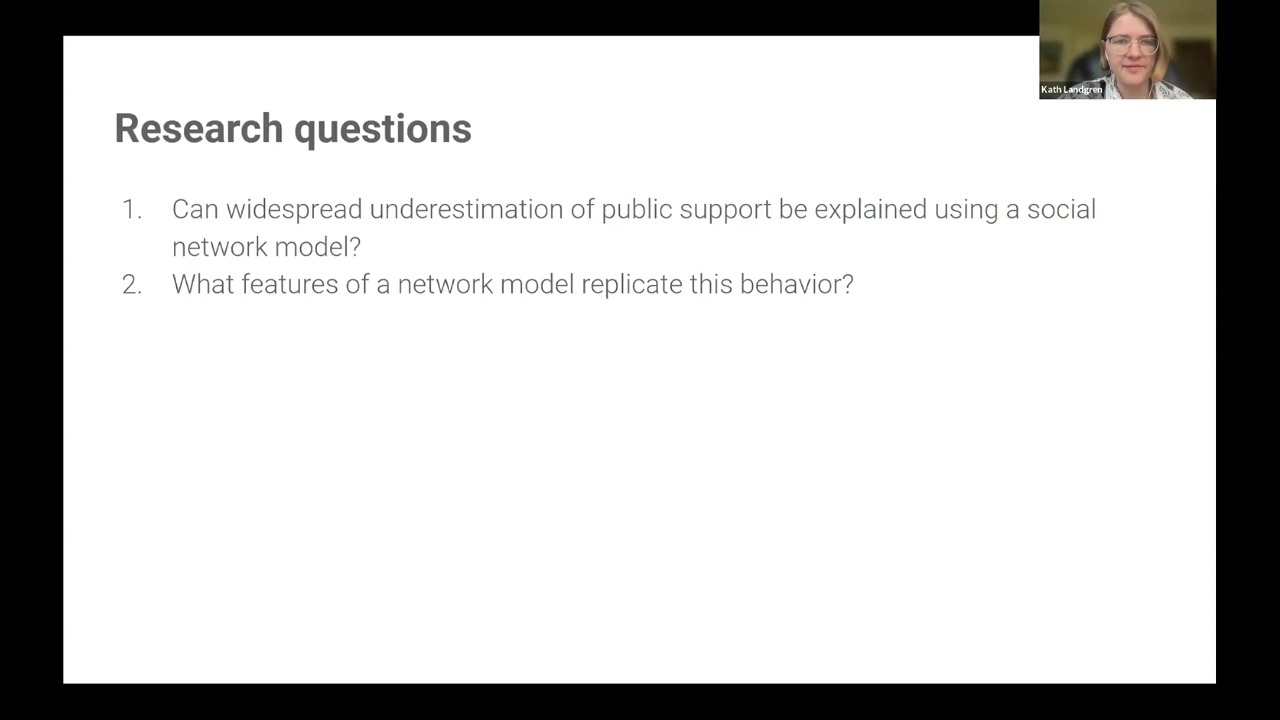 Kath Landgren
Research questions
1. Can widespread underestimation of public support be explained using a social
network model?
2. What features of a network model replicate this behavior?